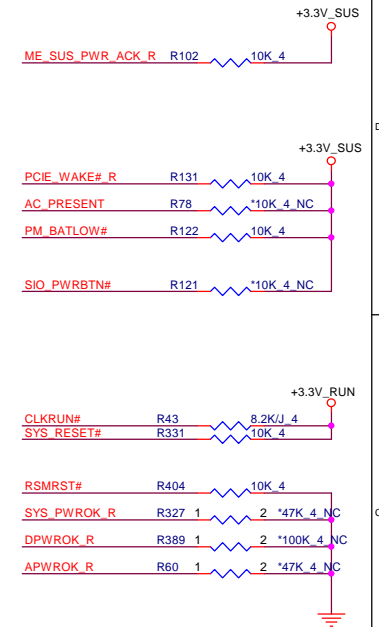 +3.3V_SUS
ME_SUS_PWR_ACK_R R102 10K_4
+3.3V_SUS
D
PCIE_WAKE#_R R131 10K_4
AC_PRESENT R78 *10K_4_NC
PM_BATLOW# R122 10K_4
SIO_PWRBTN# R121 *10K_4_NC
+3.3V_RUN
CLKRUN# R43 8.2K/J_4
SYS_RESET# R331 10K_4
RSMRST# R404 10K_4
SYS_PWROK_R R327 1 2 *47K_4_NC
C
DPWROK_R R389 1 2 *100K_4_NC
APWROK_R R60 1 2 *47K_4_NC